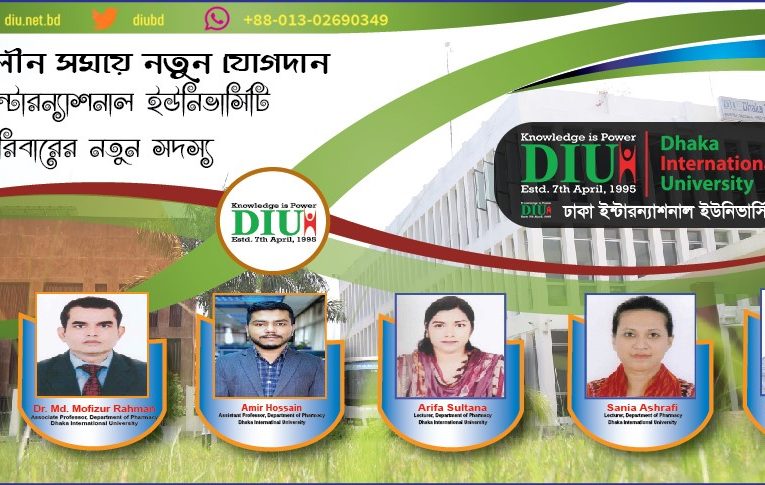 diu.net.bd diubd +88-013-02690349
সময়ে নতুন যোগদান
ইউনিভার্সিটি
নতুন সদস্য
Knowledge is Power
DIU
Estd. 7th April, 1995
Dhaka
International
University
ঢাকা ইন্টারন্যাশনাল
Knowledge is Power
DIU
Estd. 7th April, 1995
Dr. Md. Mofizur Rahman
Associate Professor, Department of Pharmacy
Dhaka International University
Amir Hossain
Assistant Professor, Department of Pharmacy
Dhaka International University
Arifa Sultana
Lecturer, Department of Pharmacy
Dhaka International University
Sania Ashrafi
Lecturer, Department of Pharmacy
Dhaka International University